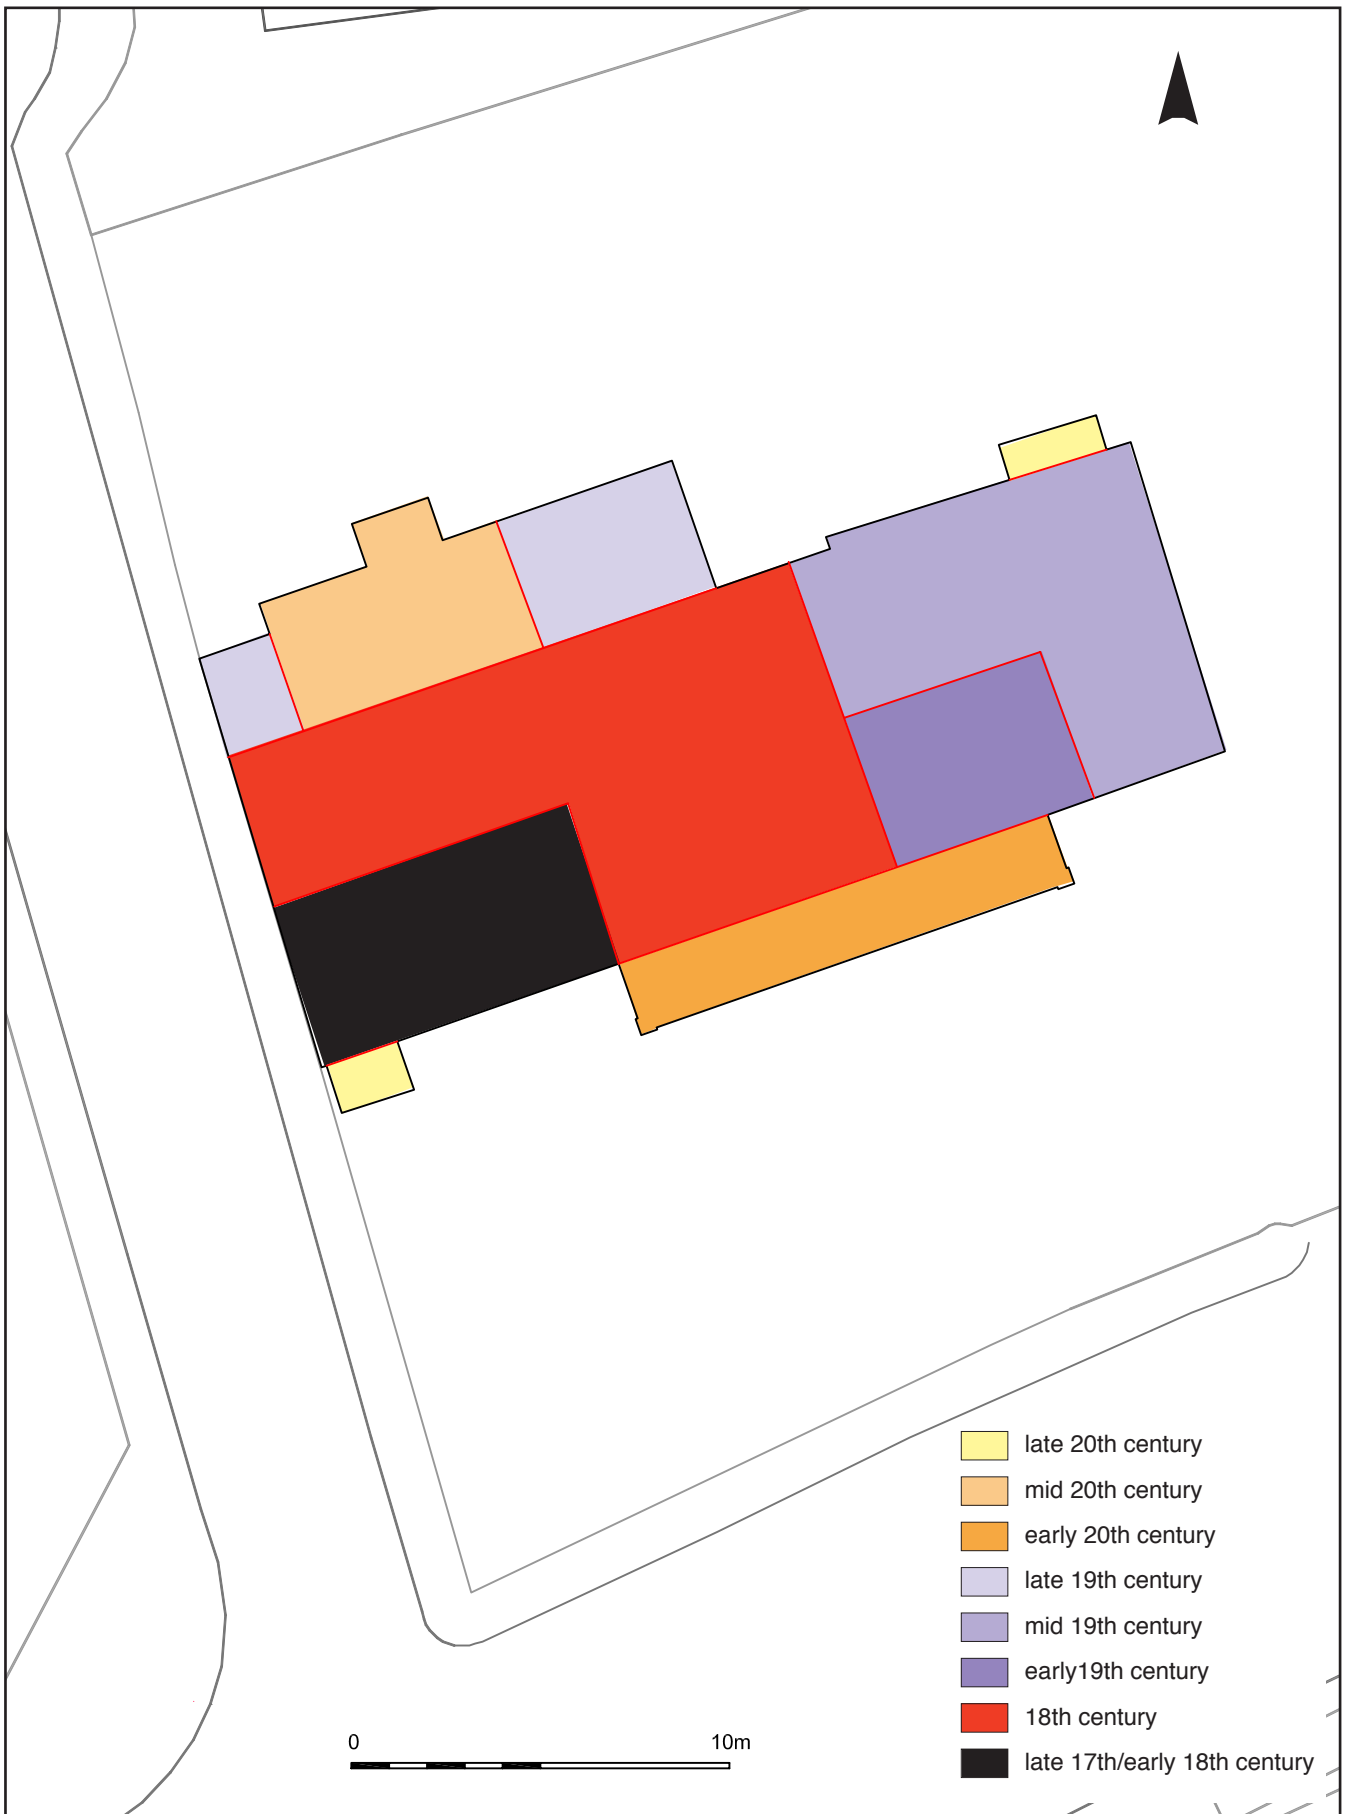 late 20th century
mid 20th century
early 20th century
late 19th century
mid 19th century
early19th century
18th century
late 17th/early 18th century
0 10m